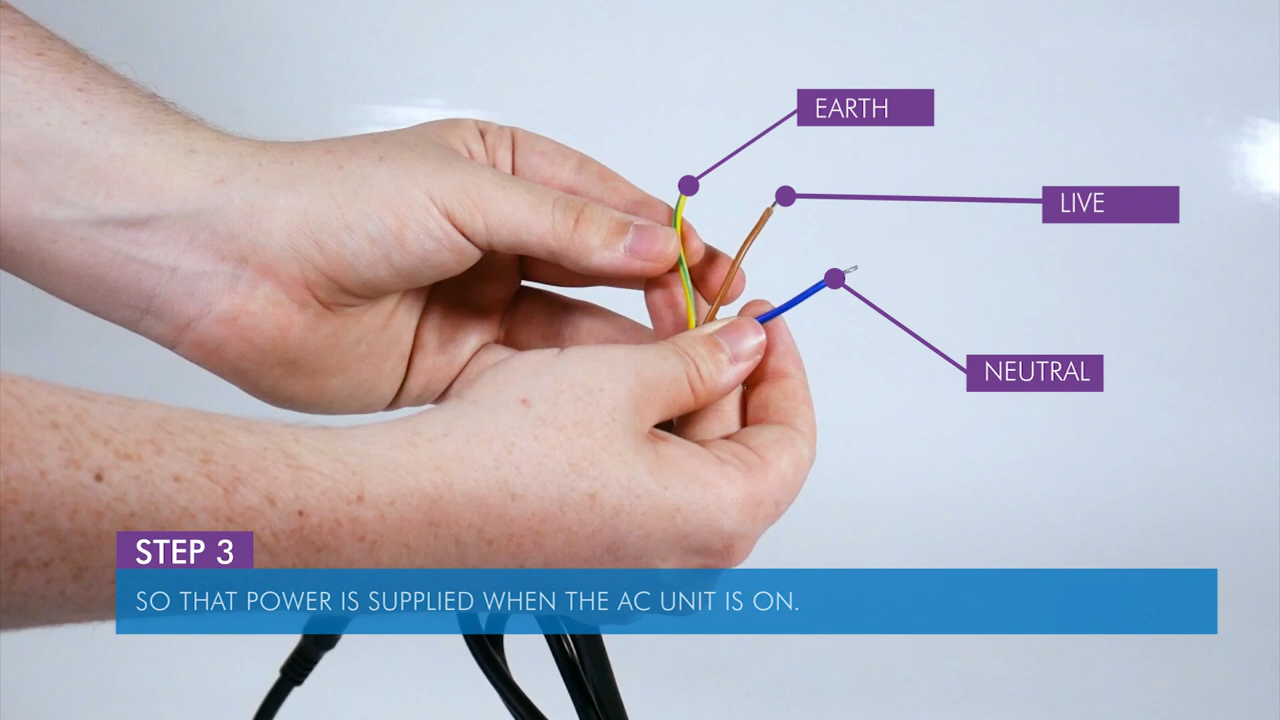 EARTH
LIVE
NEUTRAL
STEP 3
SO THAT POWER IS SUPPLIED WHEN THE AC UNIT IS ON.